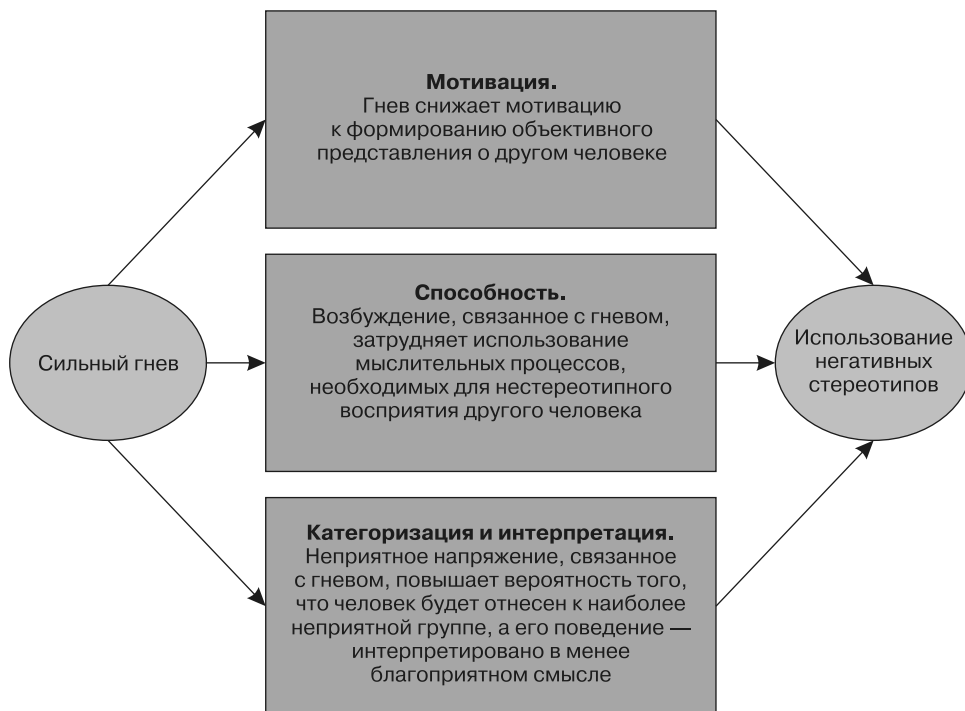 Мотивация.
Гнев снижает мотивацию
к формированию объективного
представления о другом человеке
Сильный гнев
Способность.
Возбуждение, связанное с гневом,
затрудняет использование
мыслительных процессов,
необходимых для нестереотипного
восприятия другого человека
Использование
негативных
стереотипов
Категоризация и интерпретация.
Неприятное напряжение, связанное
с гневом, повышает вероятность того,
что человек будет отнесен к наиболее
неприятной группе, а его поведение —
интерпретировано в менее
благоприятном смысле